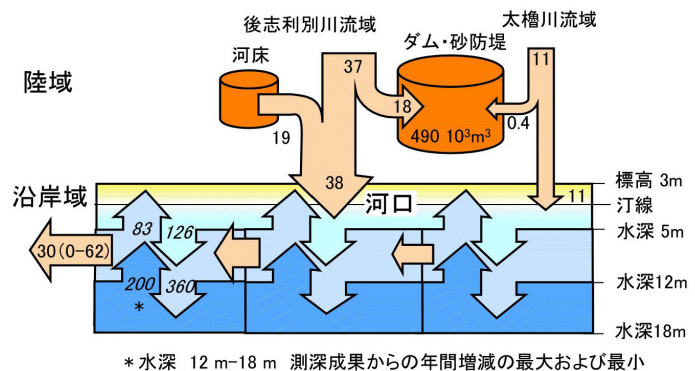 後志利別川流域
太櫓川流域
河床
ダム・砂防堤
陸域
37
11
18
0.4
19
490 10³m³
38
標高 3m
沿岸域
河口
11
汀線
83
126
水深 5m
30(0-62)
200
360
水深12m
*
水深18m
*水深 12 m-18 m 測深成果からの年間増減の最大および最小